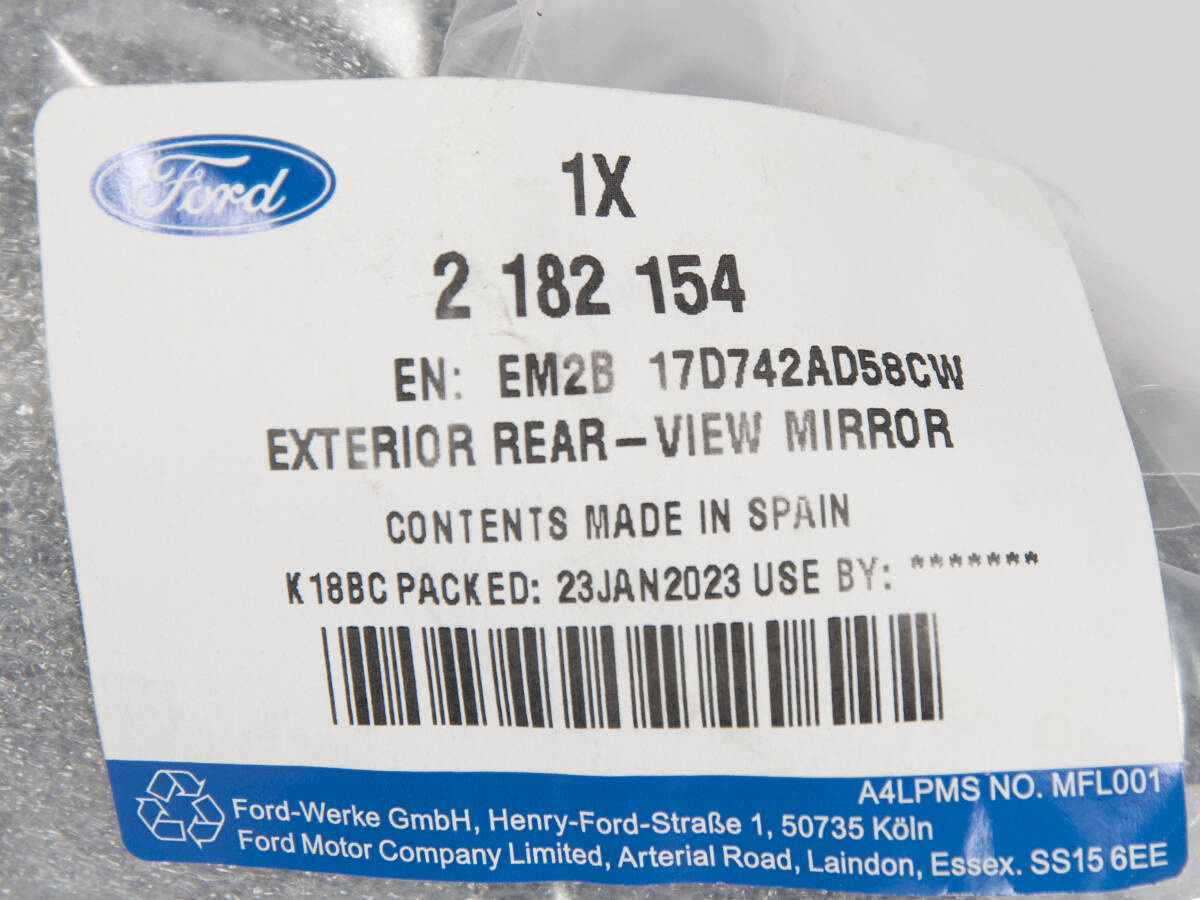 Ford
1X
2 182 154
EN: EM2B 17D742AD58CW
EXTERIOR REAR-VIEW MIRROR
CONTENTS MADE IN SPAIN
K18BC PACKED: 23JAN2023 USE BY: *******
A4LPMS NO. MFL001
Ford-Werke GmbH, Henry-Ford-Straße 1, 50735 Köln
Ford Motor Company Limited, Arterial Road, Laindon, Essex. SS15 6EE